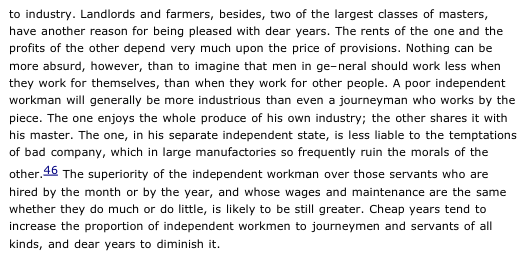 to industry. Landlords and farmers, besides, two of the largest classes of masters,
have another reason for being pleased with dear years. The rents of the one and the
profits of the other depend very much upon the price of provisions. Nothing can be
more absurd, however, than to imagine that men in ge–neral should work less when
they work for themselves, than when they work for other people. A poor independent
workman will generally be more industrious than even a journeyman who works by the
piece. The one enjoys the whole produce of his own industry; the other shares it with
his master. The one, in his separate independent state, is less liable to the temptations
of bad company, which in large manufactories so frequently ruin the morals of the
other.46 The superiority of the independent workman over those servants who are
hired by the month or by the year, and whose wages and maintenance are the same
whether they do much or do little, is likely to be still greater. Cheap years tend to
increase the proportion of independent workmen to journeymen and servants of all
kinds, and dear years to diminish it.